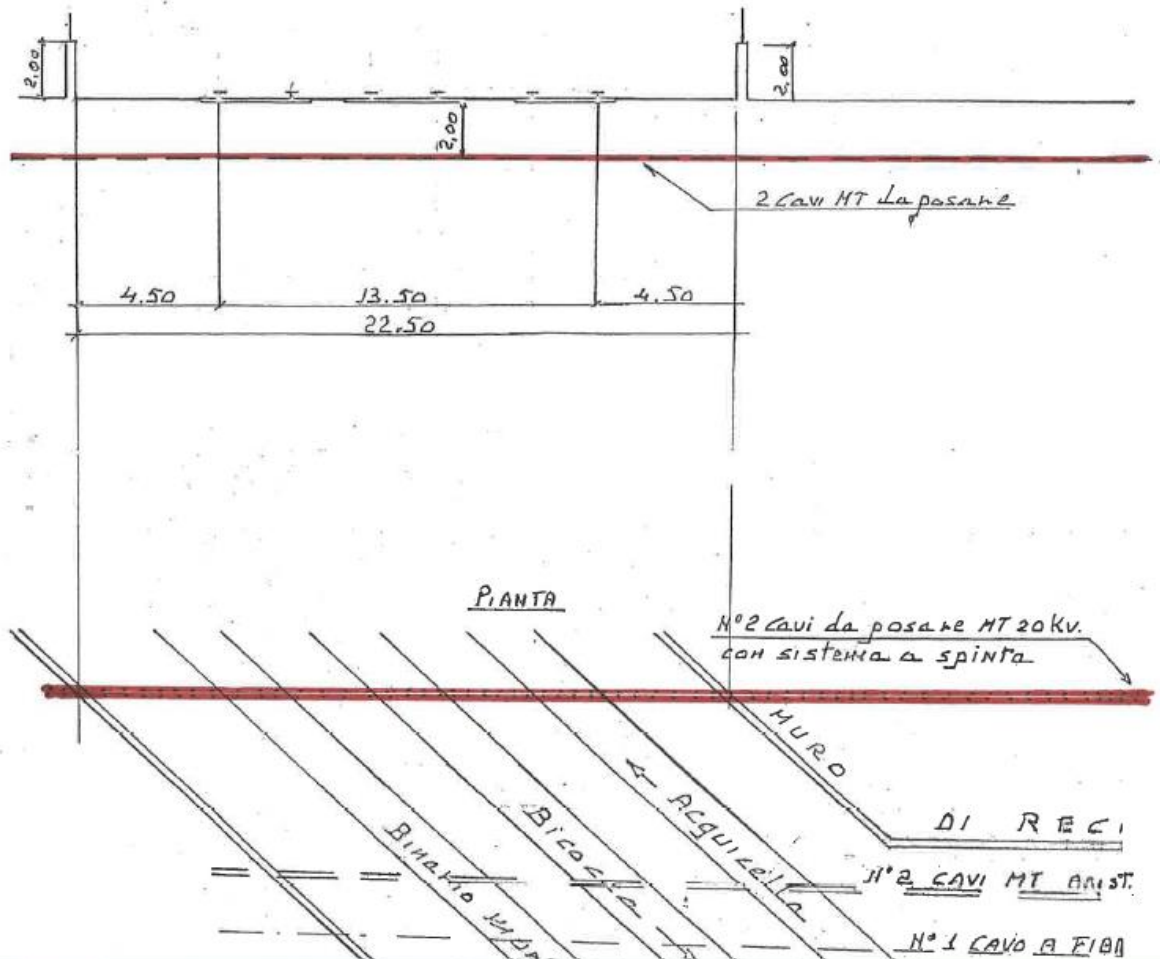 2.00
2.00
2.00
2 Cavi MT da posare
4.50 13.50 4.50
22.50
PIANTA
N°2 Cavi da posare MT 20 Kv.
con sistema a spinta
MURO
DI RECI
Acquicella
Bicocca
Binario
N°2 CAVI MT
N°1 CAVO A FIBR